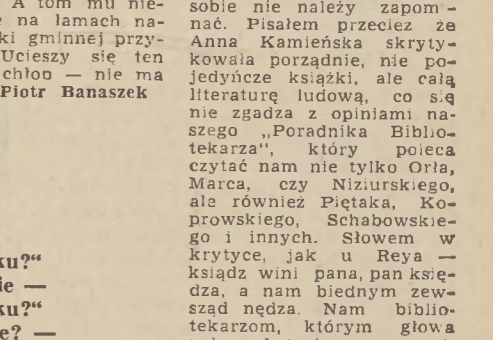 A tom mu nie-
na łamach na-
ki gminnej przy-
Ucieszy się ten
chłop — nie ma
Piotr Banaszek
ku?"
ie —
ku?"
e? —
sobie nie należy zapom-
nać. Pisałem przecież że
Anna Kamieńska skryty-
kowała porządnie, nie po-
jedyńcze książki, ale całą
literaturę ludową, co się
nie zgadza z opiniami na-
szego „Poradnika Biblio-
tekarza", który poleca
czytać nam nie tylko Orła,
Marca, czy Niziurskiego,
ale również Piętaka, Ko-
prowskiego, Schabowskie-
go i innych. Słowem w
krytyce, jak u Reya —
ksiądz wini pana, pan księ-
dza, a nam biednym zew-
sząd nędza. Nam biblio-
tekarzom, którym głowa